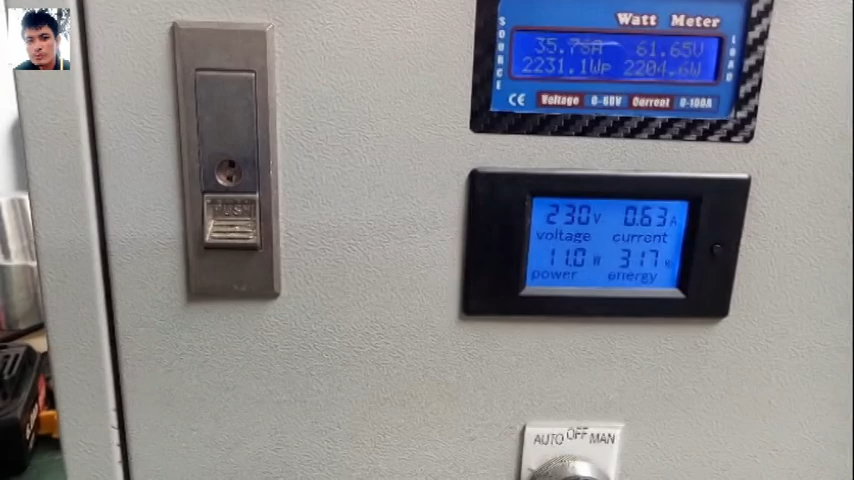 Watt Meter
SOURCE
35.78A 61.65V
2231.1Wp 2204.6W
LOAD
CE Voltage 0-60V Current 0-100A
230V 0.63A
voltage current
11.0W 317
power energy
PUSH
AUTO OFF MAN